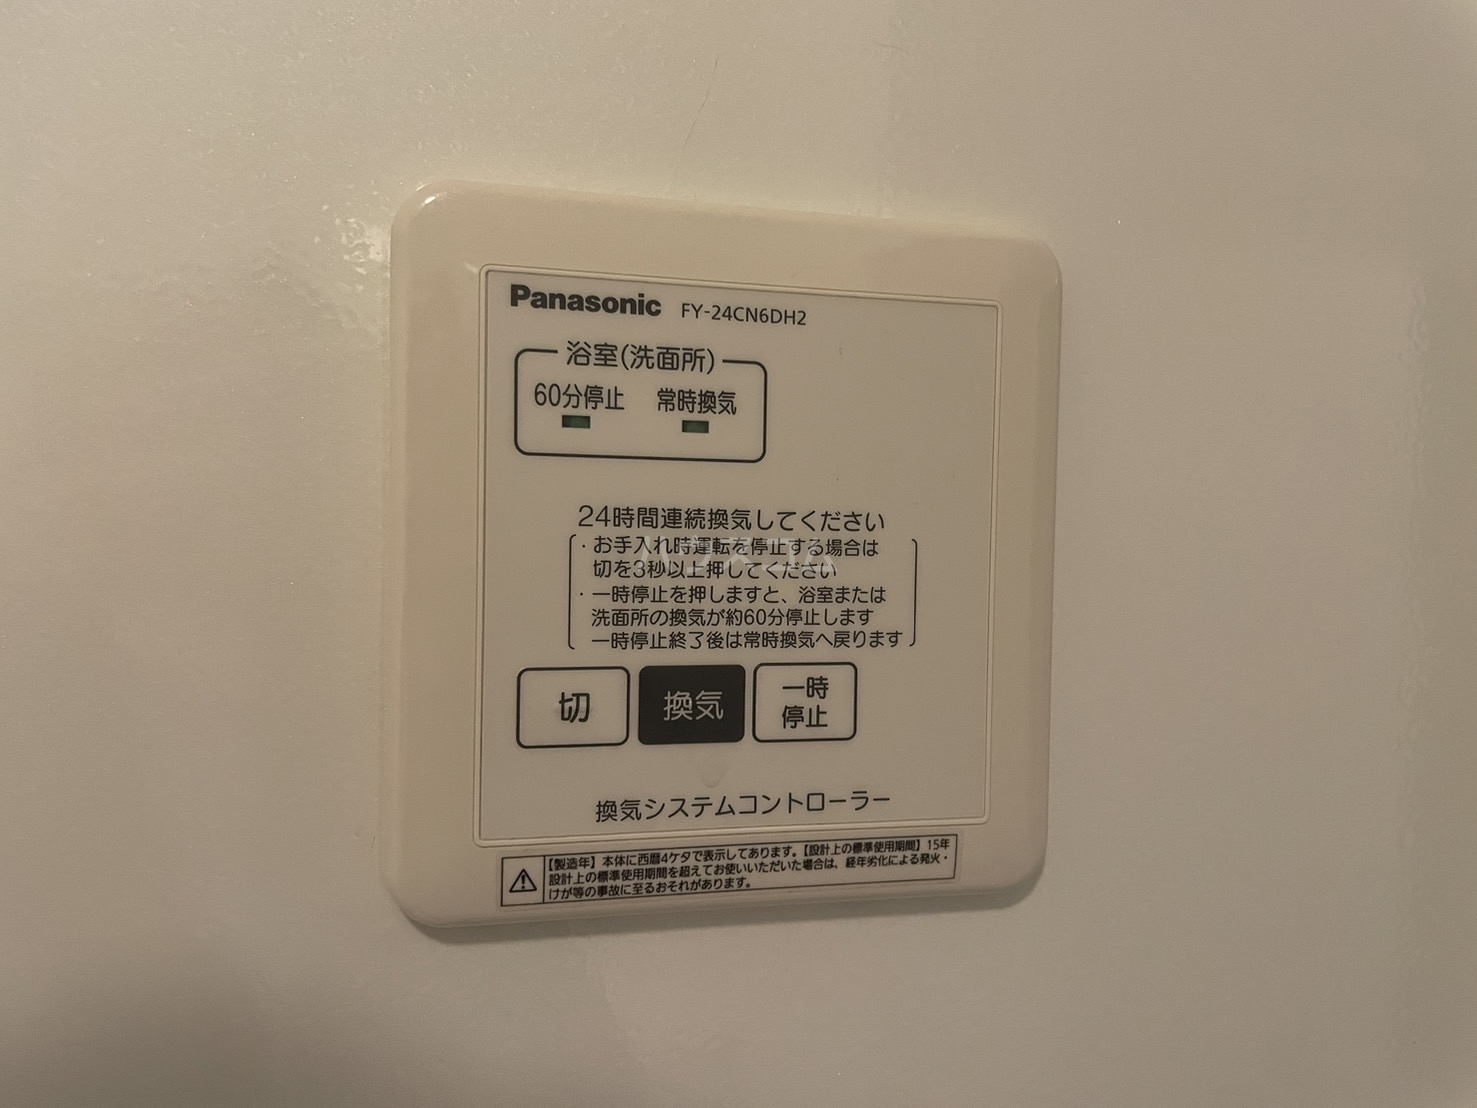 Panasonic FY-24CN6DH2
浴室(洗面所)
60分停止 常時換気
24時間連続換気してください
・お手入れ時運転を停止する場合は
切を3秒以上押してください
・一時停止を押しますと、浴室または
洗面所の換気が約60分停止します
一時停止終了後は常時換気へ戻ります
ハウスコム
切 換気 一時
停止
換気システムコントローラー
【製造年】本体に西暦4ケタで表示してあります。【設計上の標準使用期間】15年
設計上の標準使用期間を超えてお使いいただいた場合は、経年劣化による発火・
けが等の事故に至るおそれがあります。